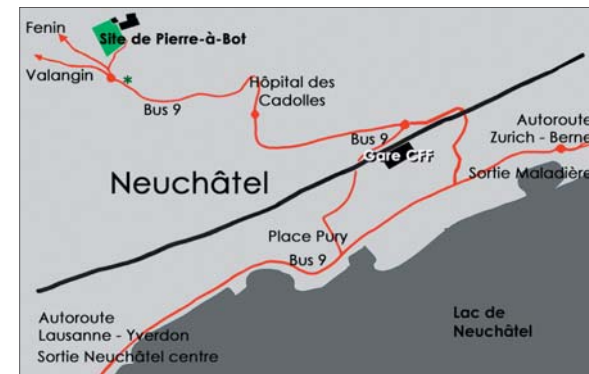 Fenin
Site de Pierre-à-Bot
Valangin
*
Bus 9
Hôpital des
Cadolles
Autoroute
Zurich - Berne
Bus 9
Gare CFF
Sortie Maladière
Neuchâtel
Place Pury
Bus 9
Autoroute
Lausanne - Yverdon
Sortie Neuchâtel centre
Lac de
Neuchâtel